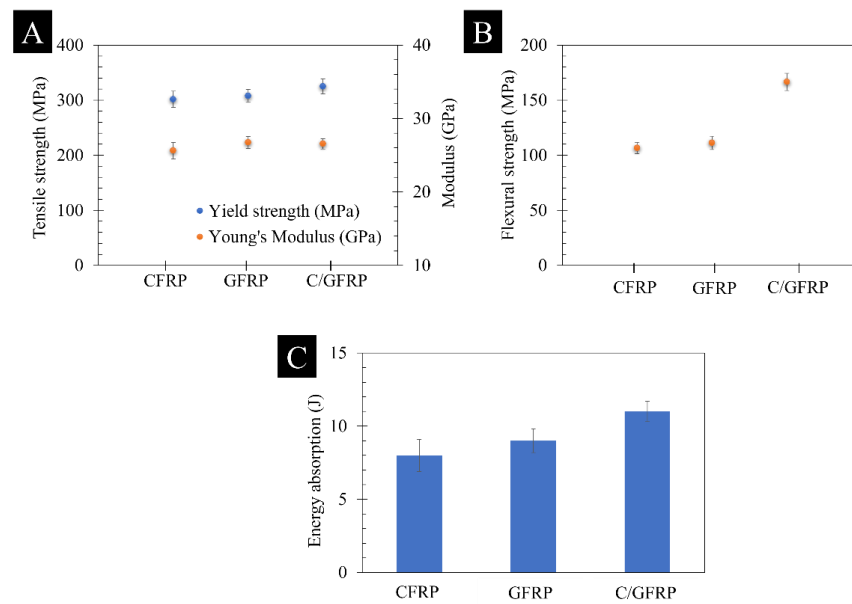 A
400
300
200
100
0
Tensile strength (MPa)
40
30
20
10
Modulus (GPa)
Yield strength (MPa)
Young's Modulus (GPa)
CFRP
GFRP
C/GFRP
B
200
150
100
50
0
Flexural strength (MPa)
CFRP
GFRP
C/GFRP
C
15
10
5
0
Energy absorption (J)
CFRP
GFRP
C/GFRP